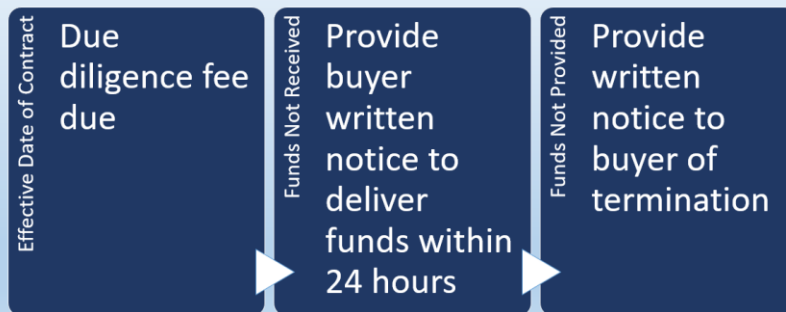 Effective Date of Contract
Due
diligence fee
due
Funds Not Received
Provide
buyer
written
notice to
deliver
funds within
24 hours
Funds Not Provided
Provide
written
notice to
buyer of
termination